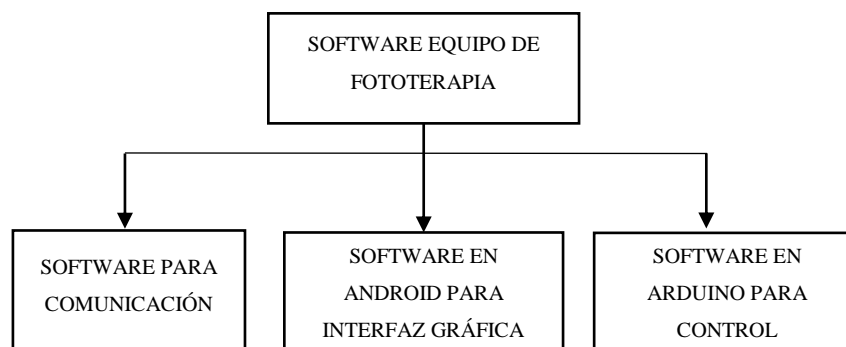 SOFTWARE EQUIPO DE
FOTOTERAPIA
SOFTWARE PARA
COMUNICACIÓN
SOFTWARE EN
ANDROID PARA
INTERFAZ GRÁFICA
SOFTWARE EN
ARDUINO PARA
CONTROL